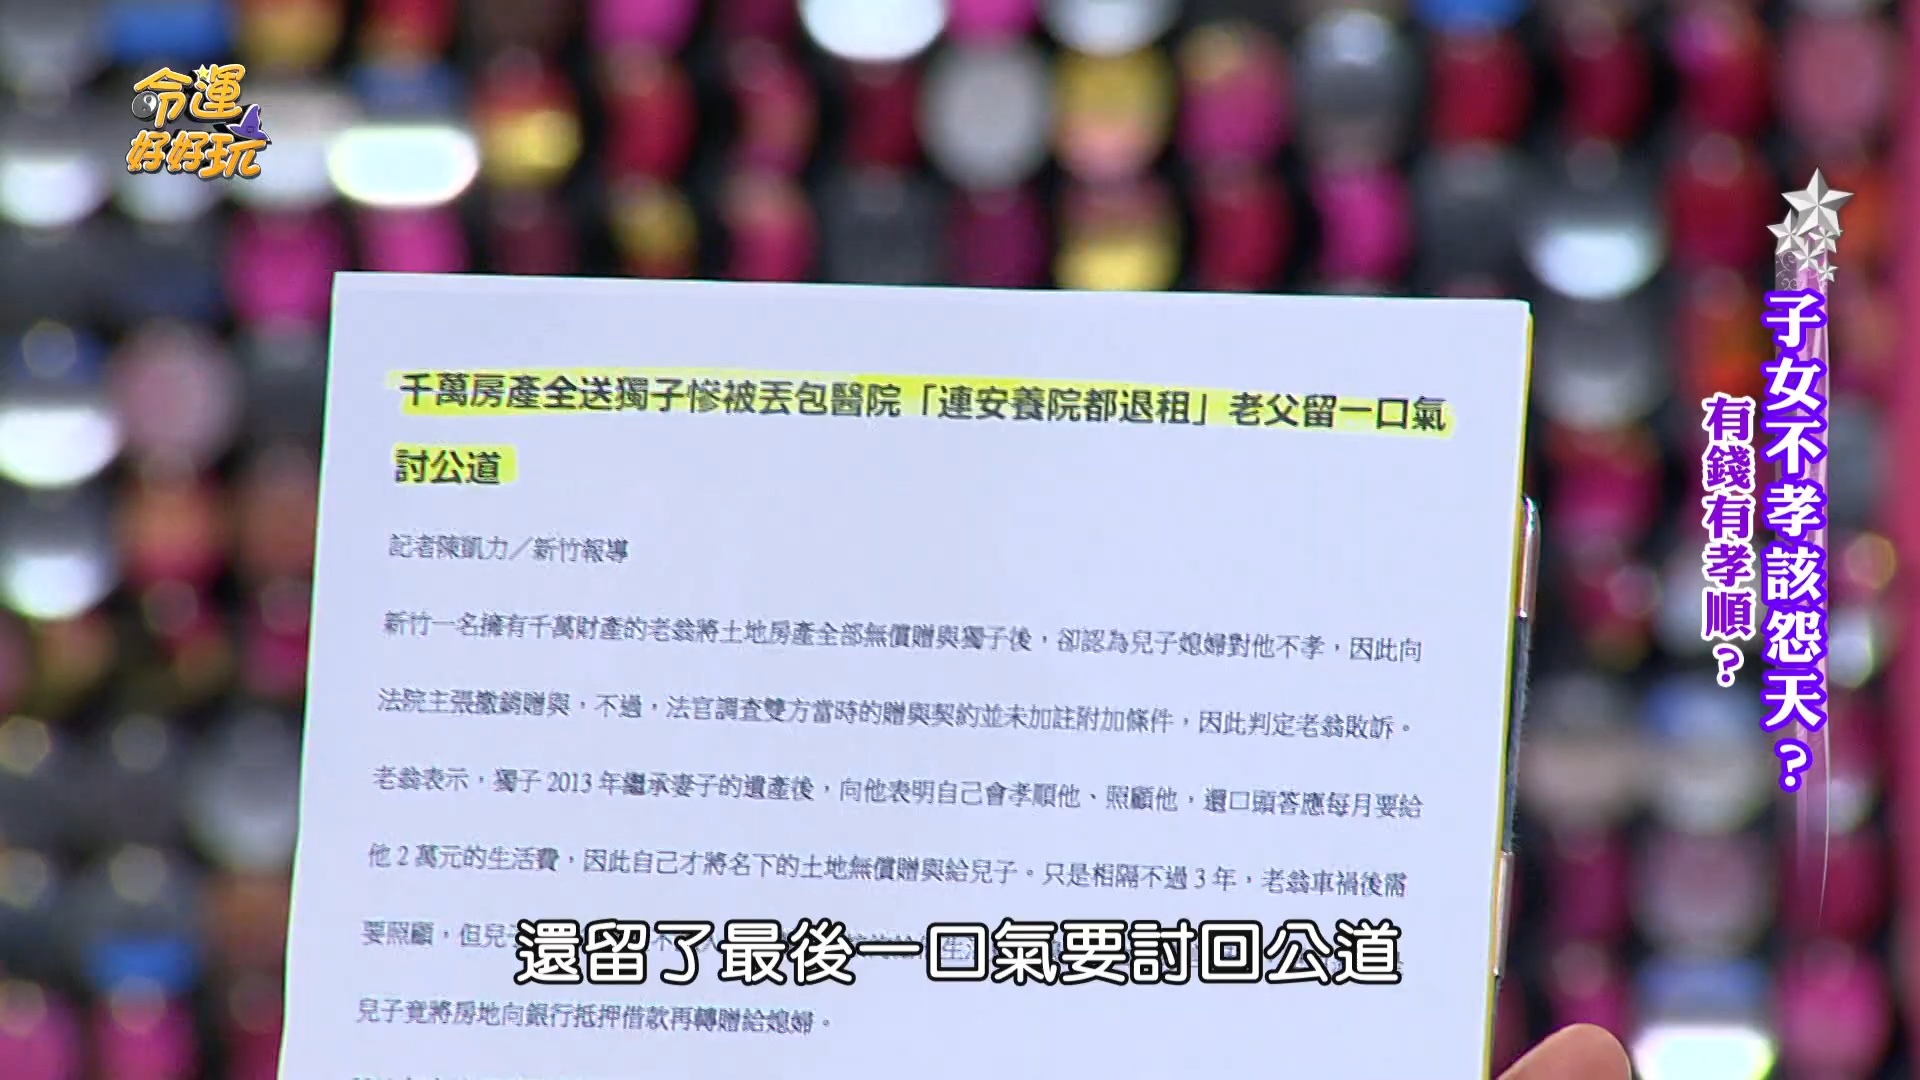 命運
好好玩
子女不孝該怨天？
有錢有孝順？
千萬房產全送獨子慘被丟包醫院「連安養院都退租」老父留一口氣
討公道
記者陳凱力／新竹報導
新竹一名擁有千萬財產的老翁將土地房產全部無償贈與獨子後，卻認為兒子媳婦對他不孝，因此向
法院主張撤銷贈與，不過，法官調查雙方當時的贈與契約並未加註附加條件，因此判定老翁敗訴。
老翁表示，獨子 2013 年繼承妻子的遺產後，向他表明自己會孝順他、照顧他，還口頭答應每月要給
他 2 萬元的生活費，因此自己才將名下的土地無償贈與給兒子。只是相隔不過 3 年，老翁車禍後需
要照顧，但兒
兒子竟將房地向銀行抵押借款再轉贈給媳婦。
還留了最後一口氣要討回公道